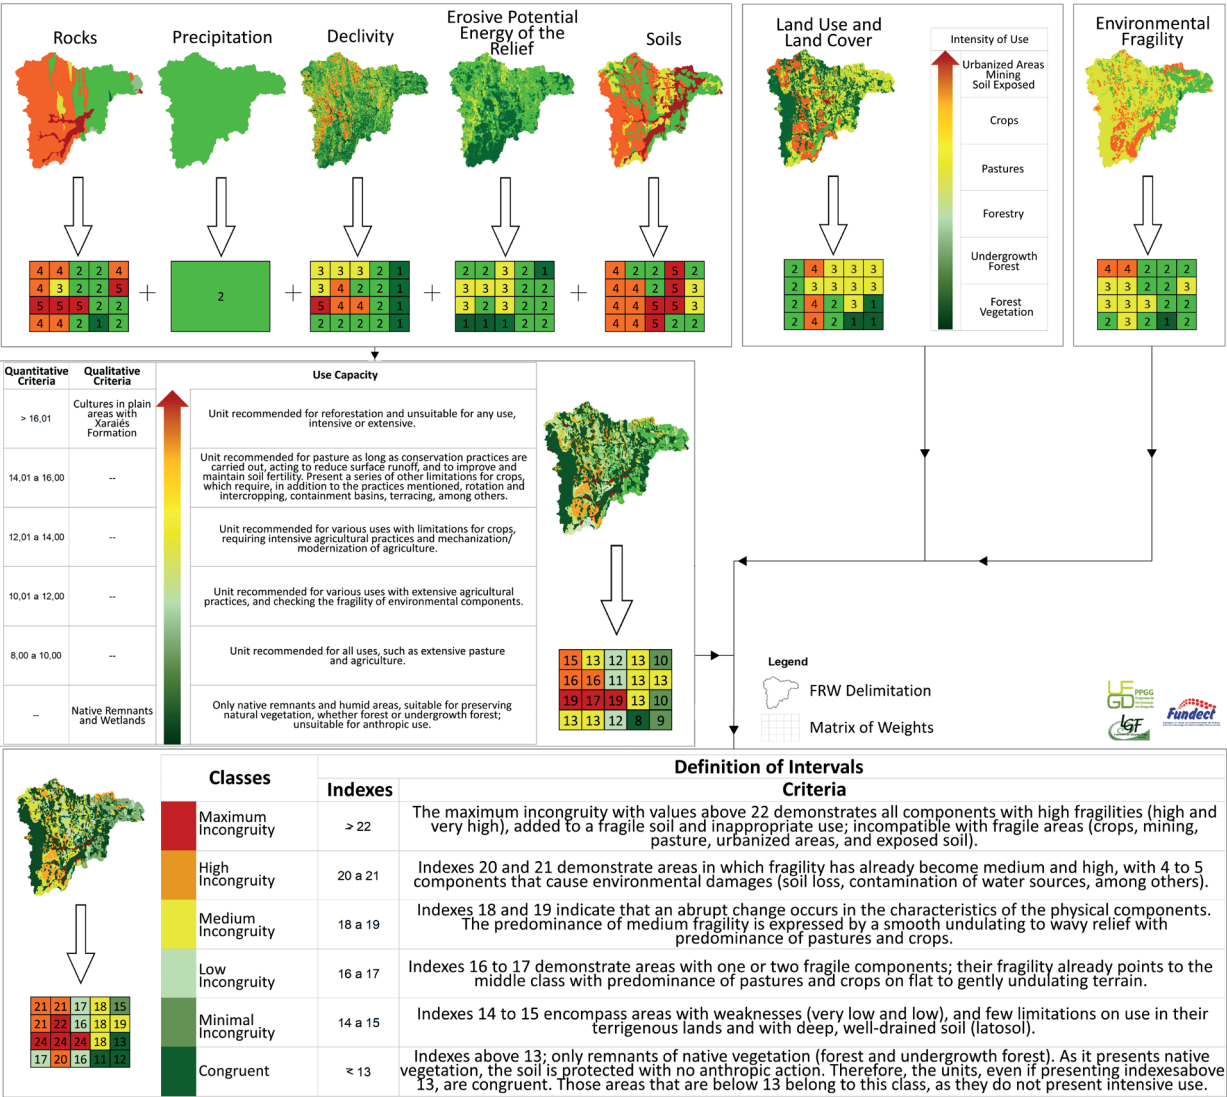 Rocks
Precipitation
Declivity
Erosive Potential
Energy of the
Relief
Soils
Land Use and
Land Cover
Intensity of Use
Urbanized Areas
Mining
Soil Exposed
Crops
Pastures
Forestry
Undergrowth
Forest
Forest
Vegetation
Environmental
Fragility
4 4 2 2 4
4 3 2 2 5
5 5 5 2 2
4 4 2 1 2
+
2
+
3 3 3 2 1
3 4 2 2 1
5 4 4 2 1
2 2 2 2 1
+
2 2 3 2 1
3 3 3 2 2
3 2 3 2 2
1 1 1 2 2
+
4 2 2 5 2
4 4 2 5 3
4 4 5 5 3
4 4 5 2 2
2 4 3 3 3
2 3 3 3 3
2 4 2 3 1
2 4 2 1 1
4 4 2 2 2
3 3 2 2 3
3 3 3 2 2
2 3 2 1 2
Quantitative
Criteria
Qualitative
Criteria
Use Capacity
> 16,01
Cultures in plain
areas with
Xaraiés
Formation
Unit recommended for reforestation and unsuitable for any use,
intensive or extensive.
14,01 a 16,00
--
Unit recommended for pasture as long as conservation practices are
carried out, acting to reduce surface runoff, and to improve and
maintain soil fertility. Present a series of other limitations for crops,
which require, in addition to the practices mentioned, rotation and
intercropping, containment basins, terracing, among others.
12,01 a 14,00
--
Unit recommended for various uses with limitations for crops,
requiring intensive agricultural practices and mechanization/
modernization of agriculture.
10,01 a 12,00
--
Unit recommended for various uses with extensive agricultural
practices, and checking the fragility of environmental components.
8,00 a 10,00
--
Unit recommended for all uses, such as extensive pasture
and agriculture.
--
Native Remnants
and Wetlands
Only native remnants and humid areas, suitable for preserving
natural vegetation, whether forest or undergrowth forest;
unsuitable for anthropic use.
15 13 12 13 10
16 16 11 13 13
19 17 19 13 10
13 13 12 8 9
Legend
FRW Delimitation
Matrix of Weights
UF
GD PPGG
LGF
Fundect
Classes
Definition of Intervals
Indexes
Criteria
Maximum
Incongruity
> 22
The maximum incongruity with values above 22 demonstrates all components with high fragilities (high and
very high), added to a fragile soil and inappropriate use; incompatible with fragile areas (crops, mining,
pasture, urbanized areas, and exposed soil).
High
Incongruity
20 a 21
Indexes 20 and 21 demonstrate areas in which fragility has already become medium and high, with 4 to 5
components that cause environmental damages (soil loss, contamination of water sources, among others).
Medium
Incongruity
18 a 19
Indexes 18 and 19 indicate that an abrupt change occurs in the characteristics of the physical components.
The predominance of medium fragility is expressed by a smooth undulating to wavy relief with
predominance of pastures and crops.
Low
Incongruity
16 a 17
Indexes 16 to 17 demonstrate areas with one or two fragile components; their fragility already points to the
middle class with predominance of pastures and crops on flat to gently undulating terrain.
Minimal
Incongruity
14 a 15
Indexes 14 to 15 encompass areas with weaknesses (very low and low), and few limitations on use in their
terrigenous lands and with deep, well-drained soil (latosol).
Congruent
< 13
Indexes above 13; only remnants of native vegetation (forest and undergrowth forest). As it presents native
vegetation, the soil is protected with no anthropic action. Therefore, the units, even if presenting indexesabove
13, are congruent. Those areas that are below 13 belong to this class, as they do not present intensive use.
21 21 17 18 15
21 22 16 18 19
24 24 24 18 13
17 20 16 11 12